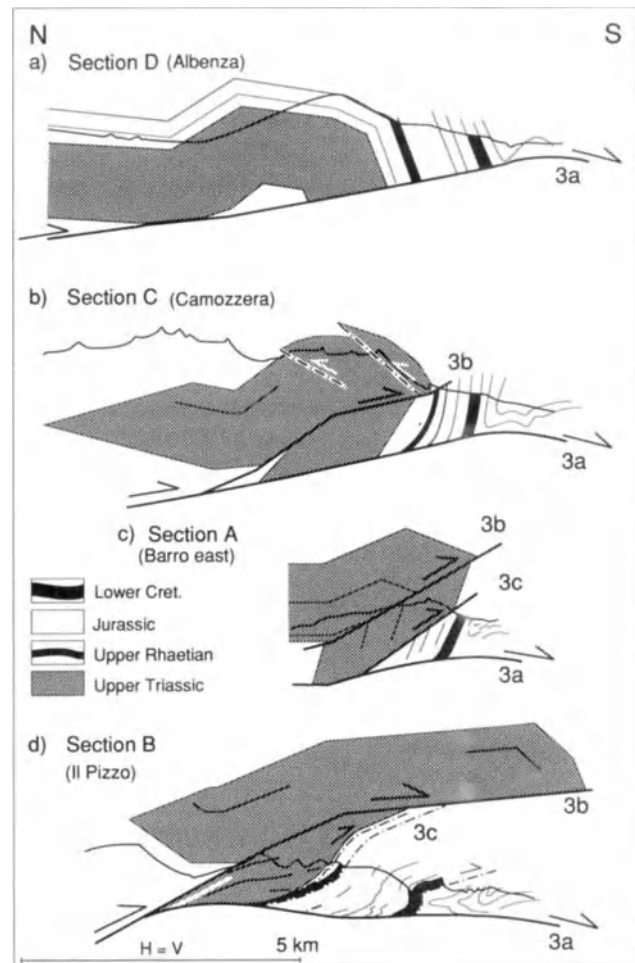 N
S
a) Section D (Albenza)
3a
b) Section C (Camozzera)
3b
3a
c) Section A
(Barro east)
3b
3c
3a
Lower Cret.
Jurassic
Upper Rhaetian
Upper Triassic
d) Section B
(Il Pizzo)
3b
3c
3a
H = V
5 km